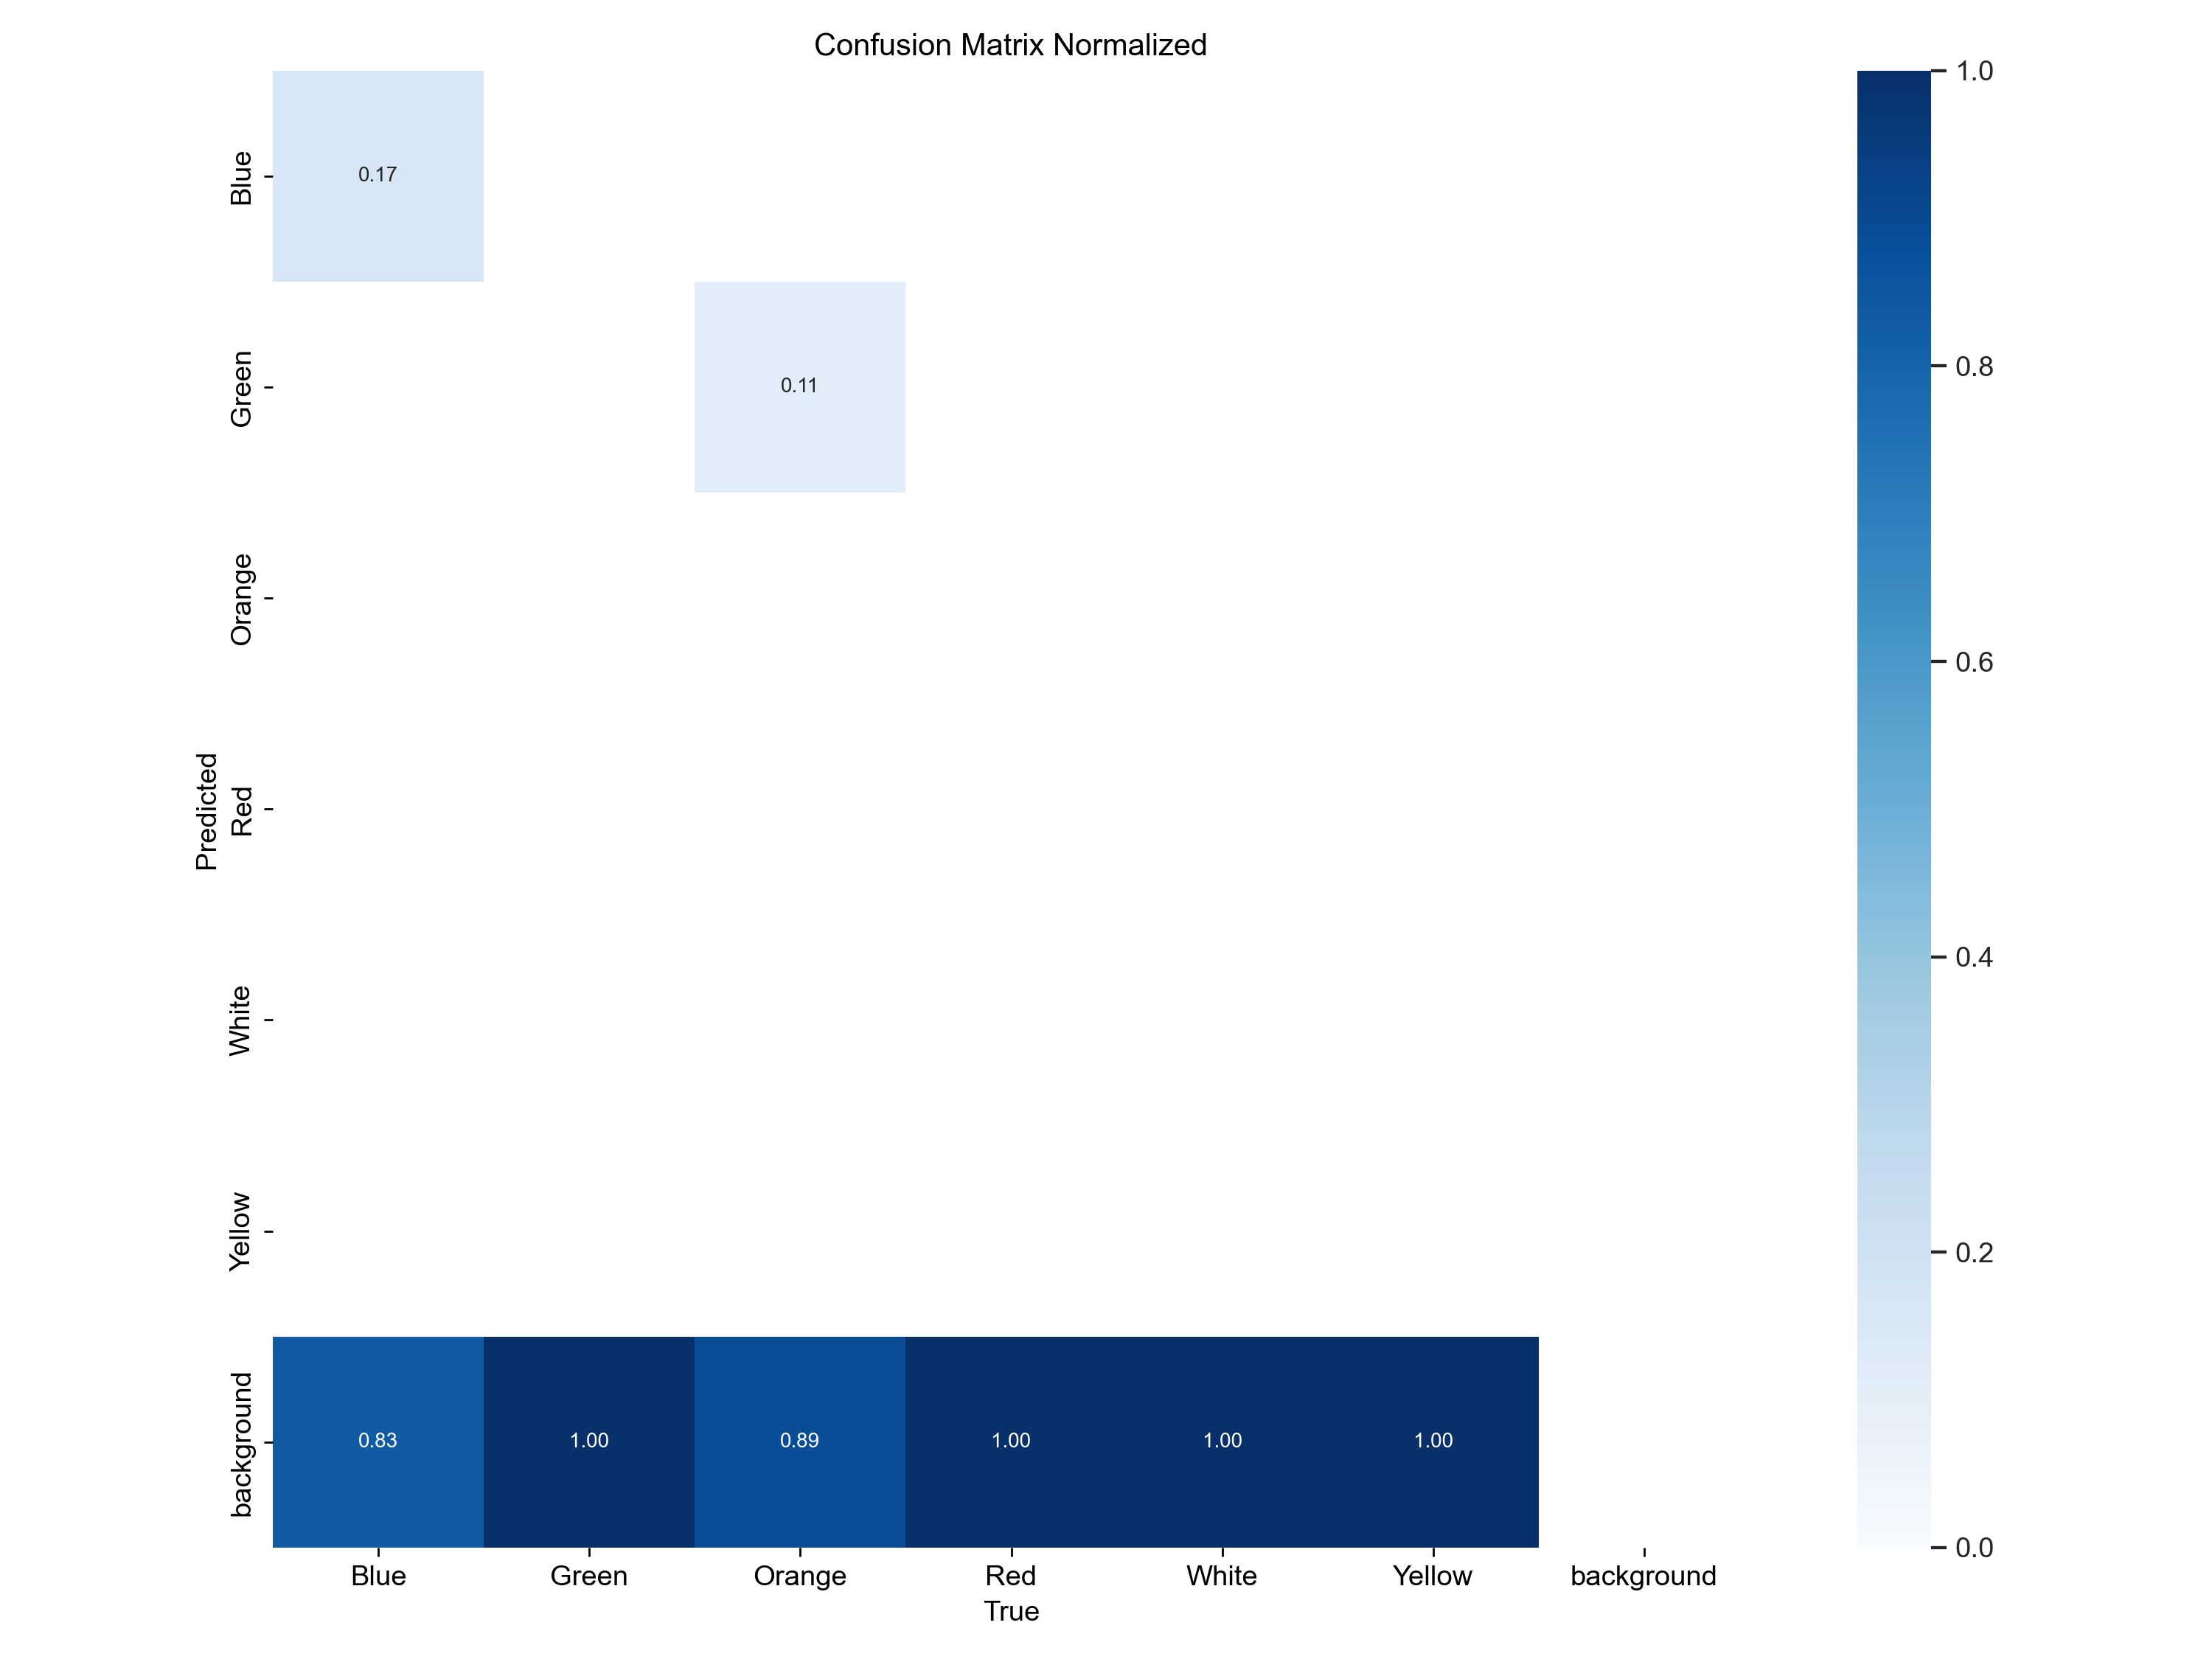 Confusion Matrix Normalized
Predicted
Blue
0.17
Green
0.11
Orange
Red
White
Yellow
background
0.83 1.00 0.89 1.00 1.00 1.00
Blue Green Orange Red White Yellow background
True
1.0
0.8
0.6
0.4
0.2
0.0